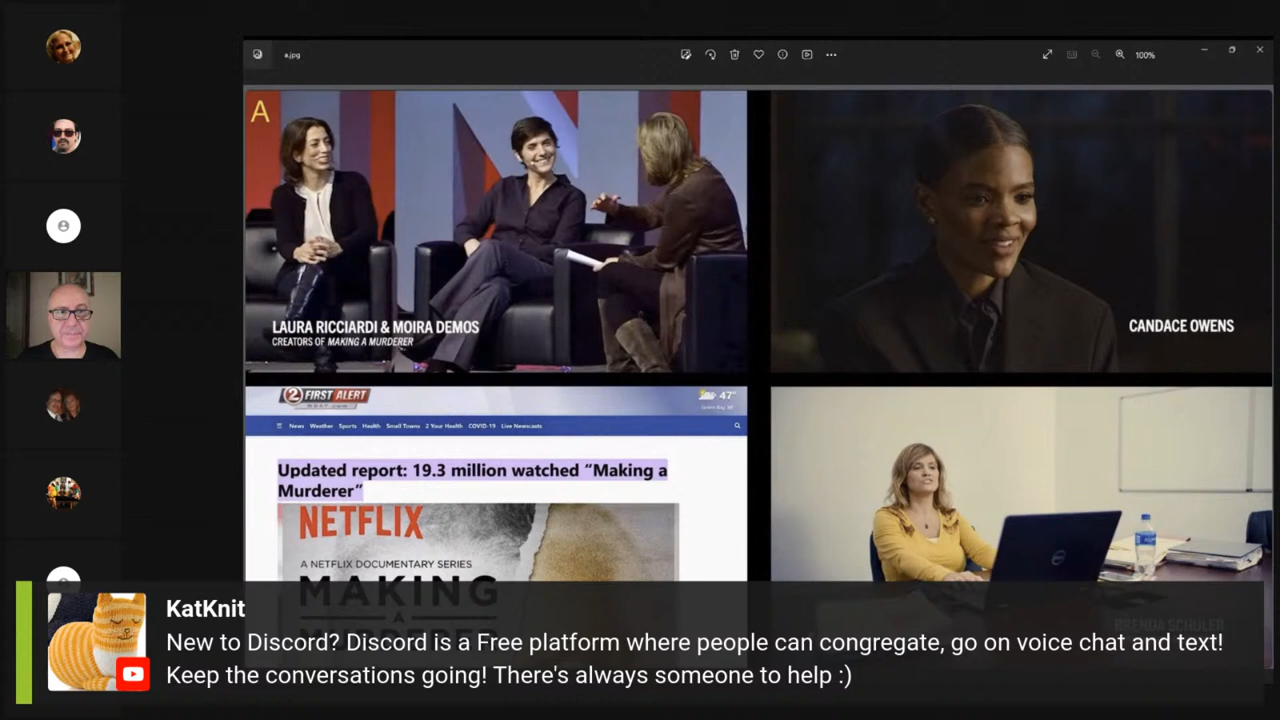 a.jpg
100%
A
LAURA RICCIARDI & MOIRA DEMOS
CREATORS OF MAKING A MURDERER
CANDACE OWENS
2 FIRST ALERT
47°
News Weather Sports Health Small Towns 2 Your Health COVID-19 Live Newscasts
Updated report: 19.3 million watched “Making a
Murderer”
NETFLIX
A NETFLIX DOCUMENTARY SERIES
MAKING
A
MURDERER
DELL
BRENDA SCHULER
KatKnit
New to Discord? Discord is a Free platform where people can congregate, go on voice chat and text!
Keep the conversations going! There's always someone to help :)